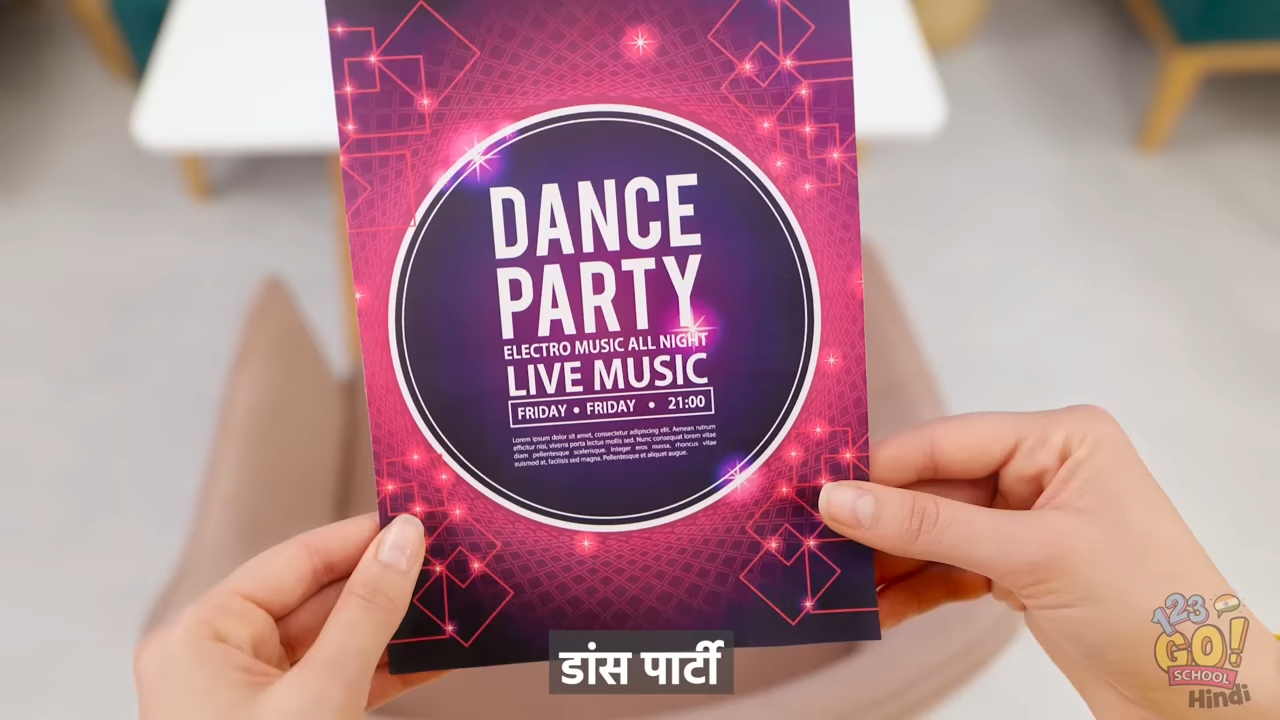 DANCE
PARTY
ELECTRO MUSIC ALL NIGHT
LIVE MUSIC
FRIDAY • FRIDAY • 21:00
Lorem ipsum dolor sit amet, consectetur adipiscing elit. Aenean rutrum
efficitur nisi, viverra porta lectus mollis sed. Nunc consequat lorem vitae
diam pellentesque scelerisque. Integer eros massa, rhoncus vitae
euismod at, facilisis sed magna. Pellentesque et aliquet augue.
डांस पार्टी
123
GO!
SCHOOL
Hindi